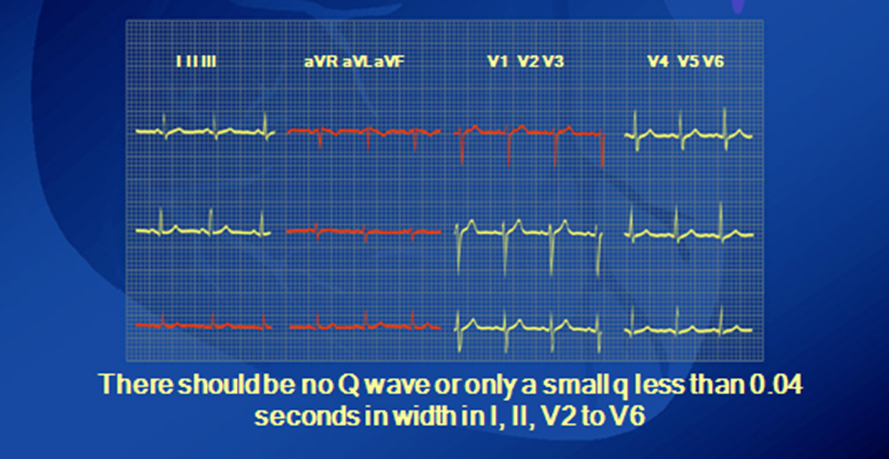 I II III aVR aVL aVF V1 V2 V3 V4 V5 V6
There should be no Q wave or only a small q less than 0.04
seconds in width in I, II, V2 to V6